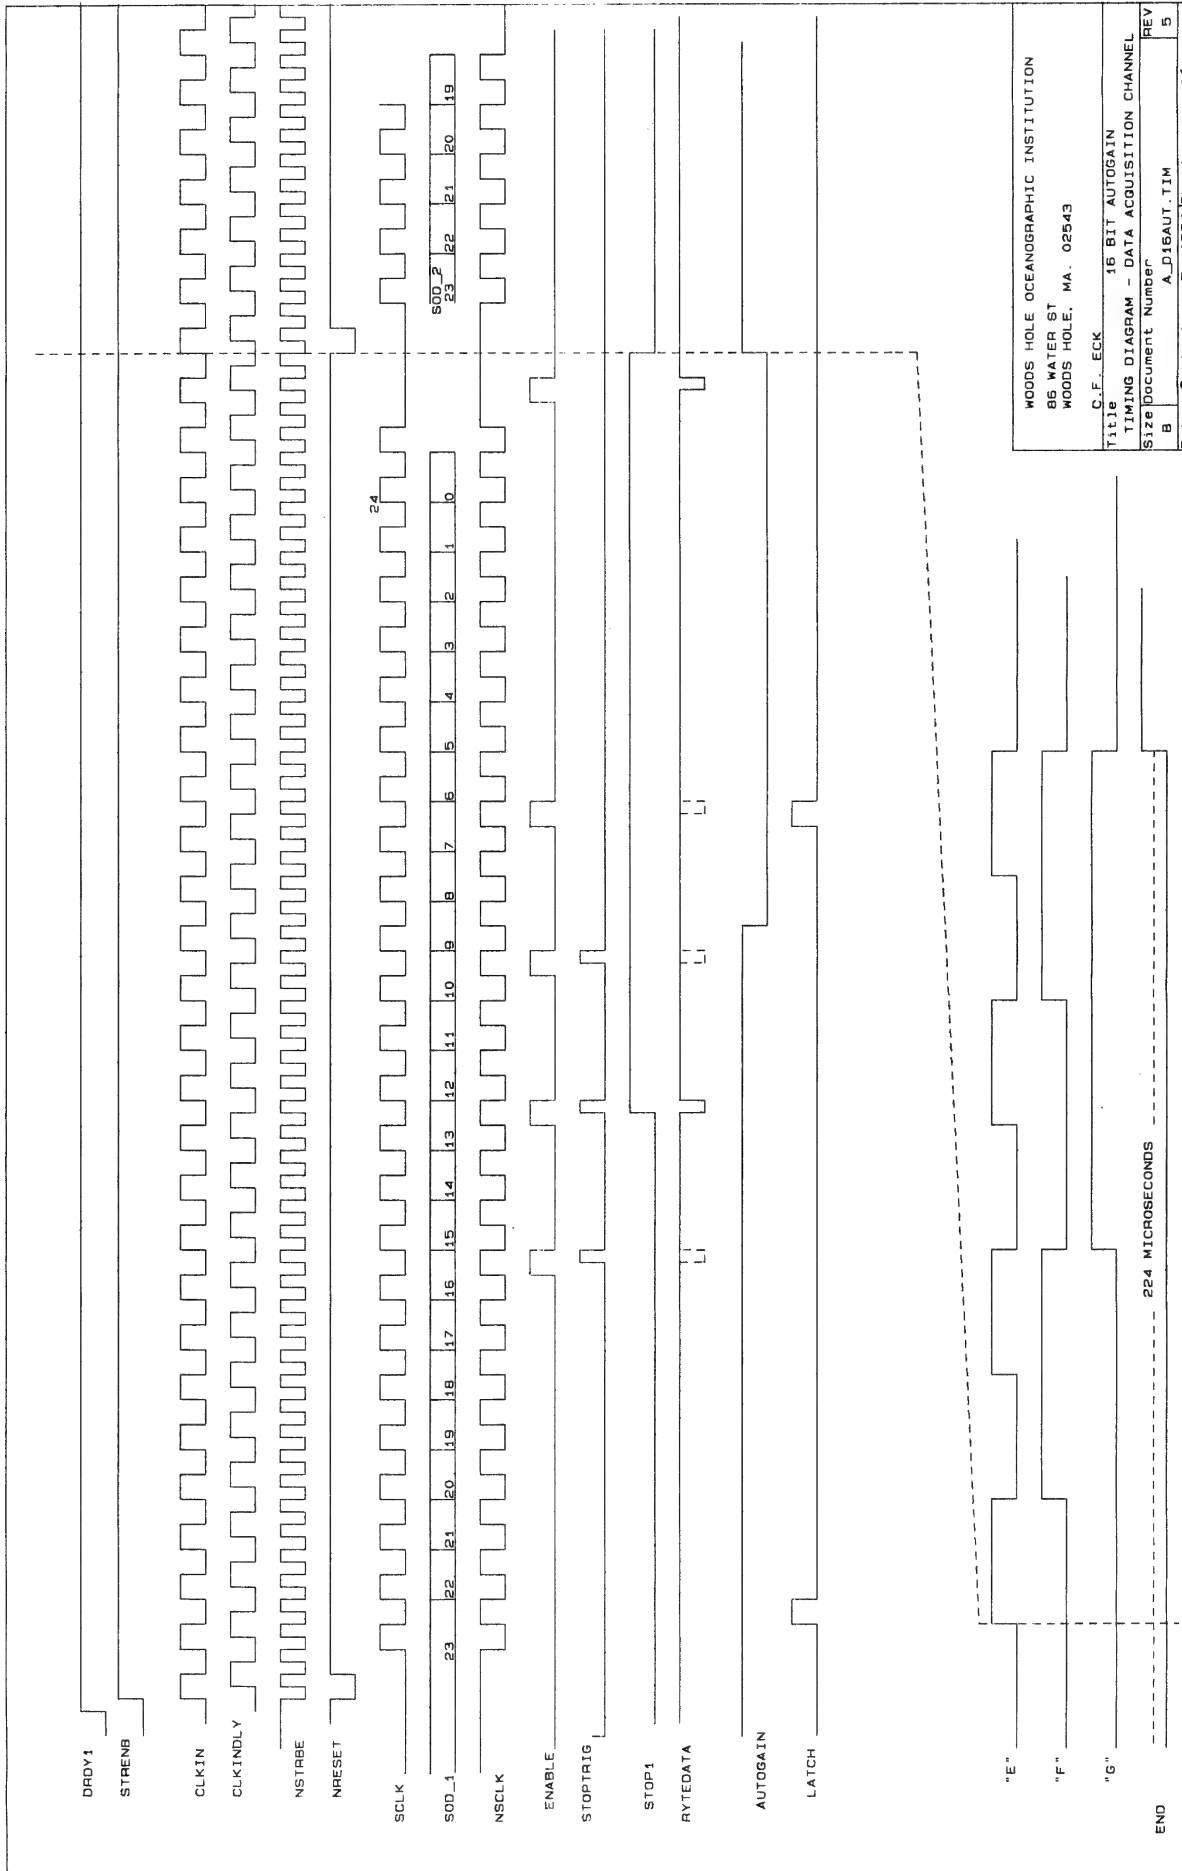 DRDY1
STRENB
CLKIN
CLKINDLY
NSTRBE
NRESET
SCLK
24
SOD_1
23 22 21 20 19 18 17 16 15 14 13 12 11 10 9 8 7 6 5 4 3 2 1 0
SOD_2
23 22 21 20 19
NSCLK
ENABLE
STOPTRIG
STOP1
RYTEDATA
AUTOGAIN
LATCH
"E"
"F"
"G"
224 MICROSECONDS
END
WOODS HOLE OCEANOGRAPHIC INSTITUTION
86 WATER ST
WOODS HOLE, MA. 02543
C.F. ECK
Title
16 BIT AUTOGAIN
TIMING DIAGRAM - DATA ACQUISITION CHANNEL
Size Document Number REV
B A_D16AUT.TIM 5